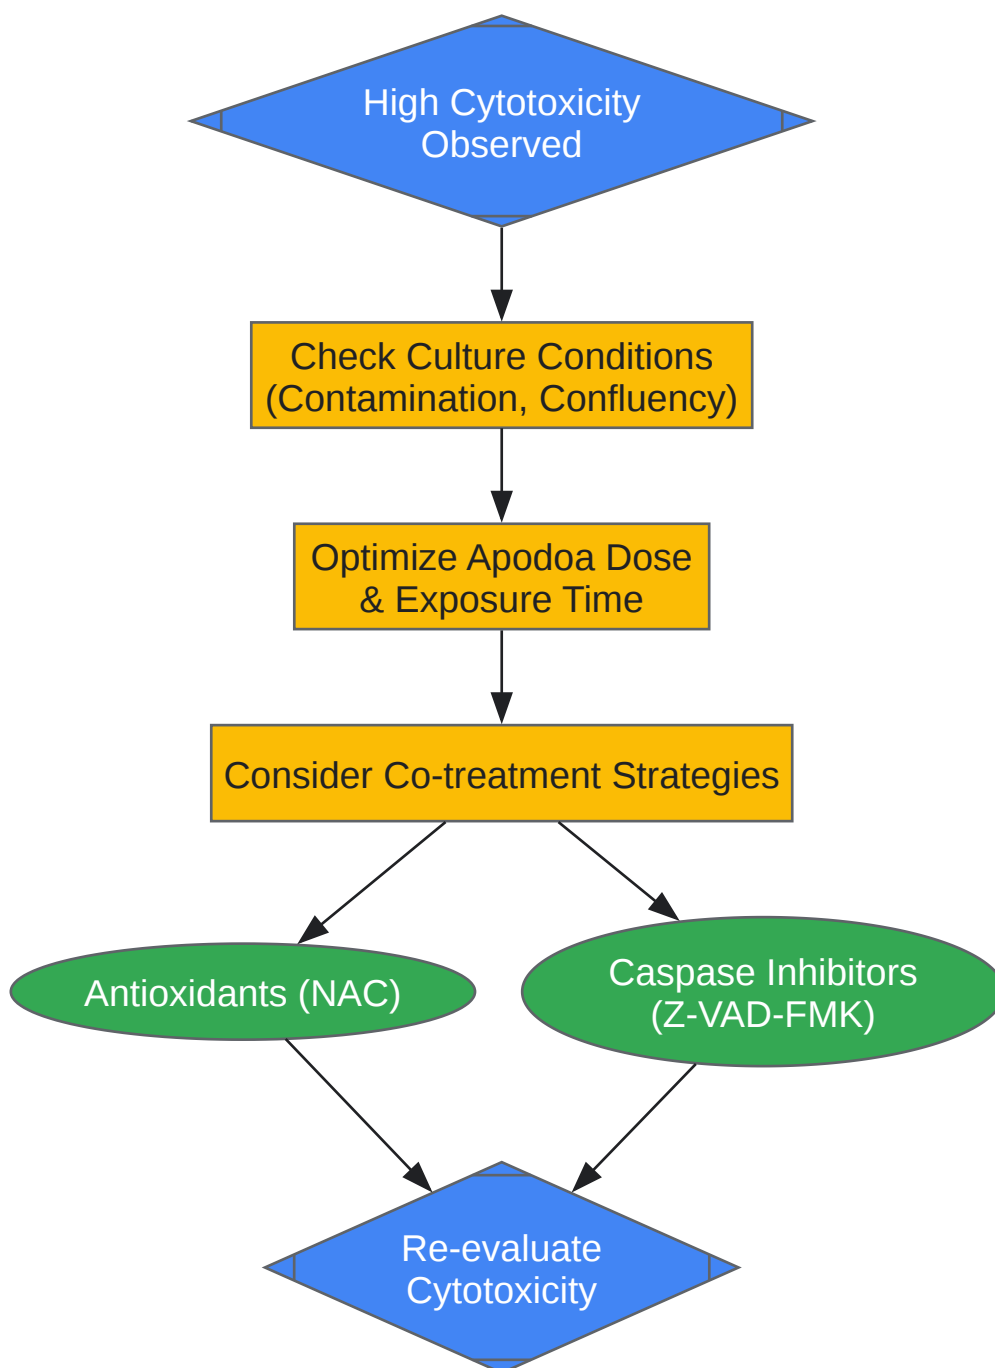 High Cytotoxicity
Observed
Check Culture Conditions
(Contamination, Confluency)
Optimize Apodoa Dose
& Exposure Time
Consider Co-treatment Strategies
Antioxidants (NAC)
Caspase Inhibitors
(Z-VAD-FMK)
Re-evaluate
Cytotoxicity